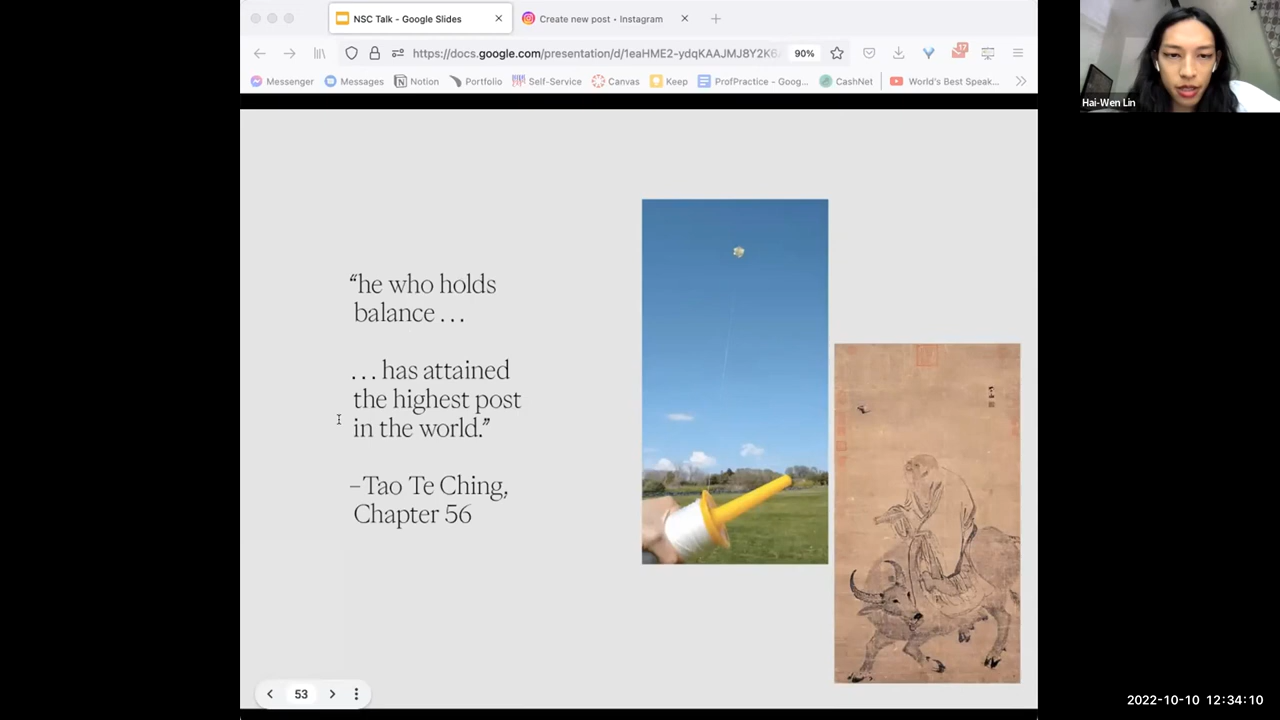 NSC Talk - Google Slides
Create new post • Instagram
https://docs.google.com/presentation/d/1eaHME2-ydqKAAJMJ8Y2K6
90%
17
Messenger
Messages
Notion
Portfolio
Self-Service
Canvas
Keep
ProfPractice - Goog...
CashNet
World's Best Speak...
Hai-Wen Lin
“he who holds
balance . . .
. . . has attained
the highest post
in the world.”
–Tao Te Ching,
Chapter 56
53
2022-10-10 12:34:10